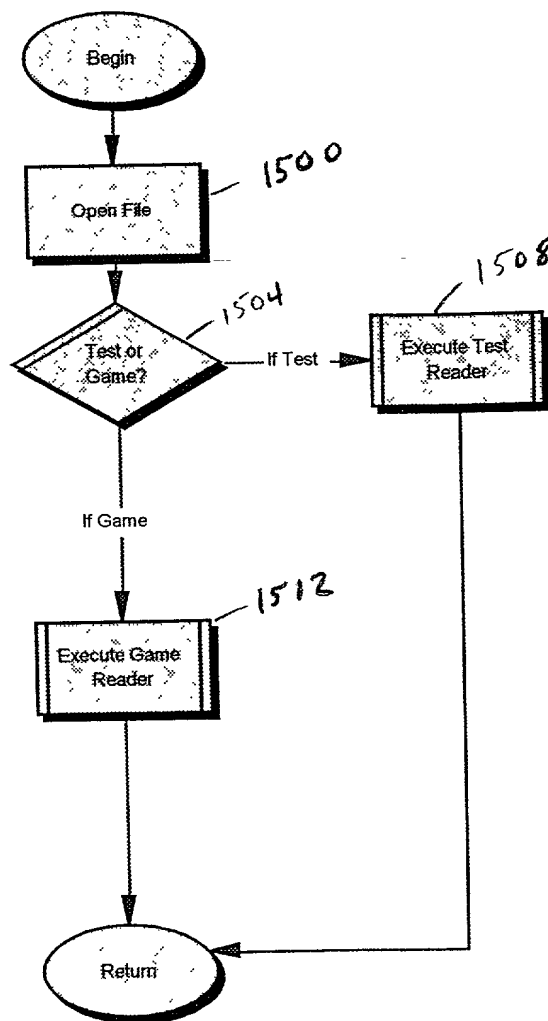 Begin
1500
Open File
1508
1504
Test or
Game?
If Test
Execute Test
Reader
If Game
1512
Execute Game
Reader
Return